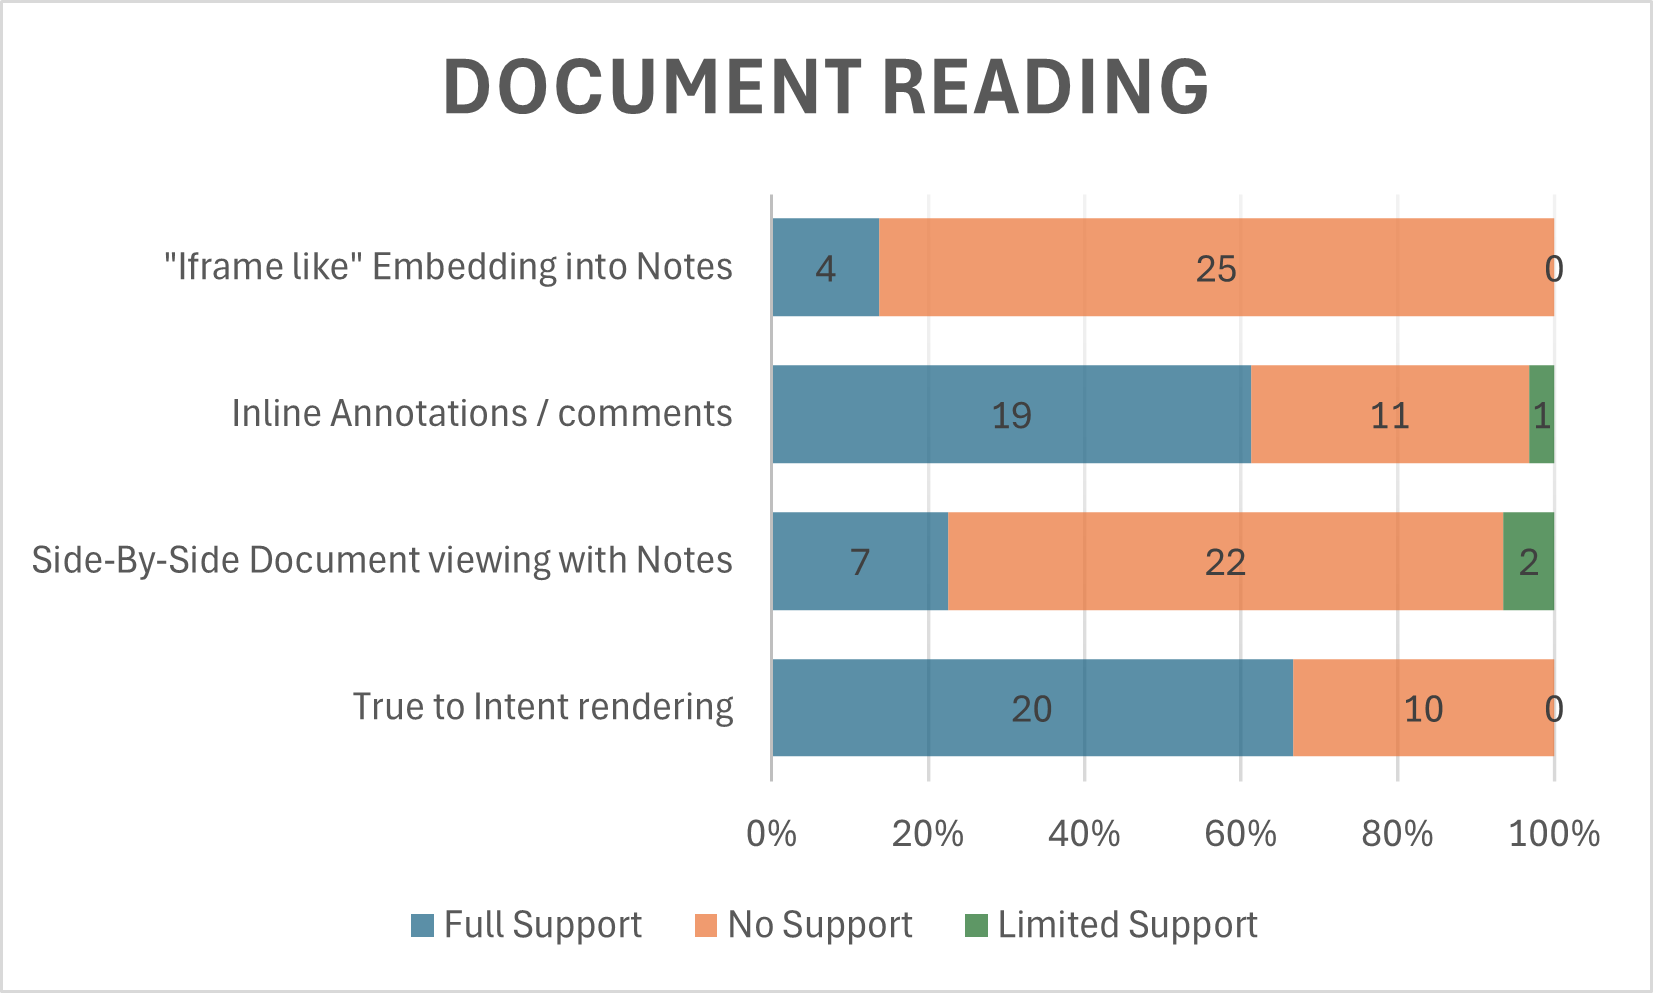 DOCUMENT READING
"Iframe like" Embedding into Notes 4 25 0
Inline Annotations / comments 19 11 1
Side-By-Side Document viewing with Notes 7 22 2
True to Intent rendering 20 10 0
0% 20% 40% 60% 80% 100%
Full Support No Support Limited Support